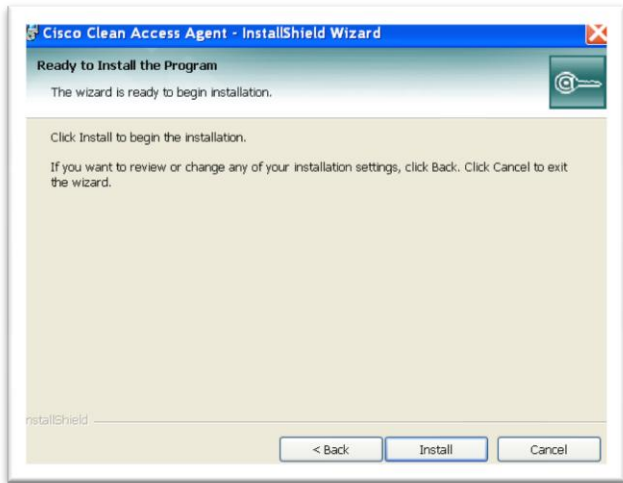 Cisco Clean Access Agent - InstallShield Wizard
Ready to Install the Program
The wizard is ready to begin installation.
Click Install to begin the installation.
If you want to review or change any of your installation settings, click Back. Click Cancel to exit
the wizard.
nstallShield
< Back Install Cancel